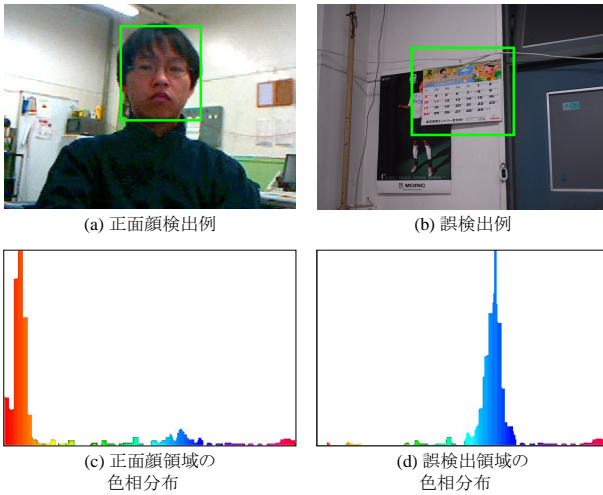 MORIC
(a) 正面顔検出例
(b) 誤検出例
(c) 正面顔領域の
色相分布
(d) 誤検出領域の
色相分布